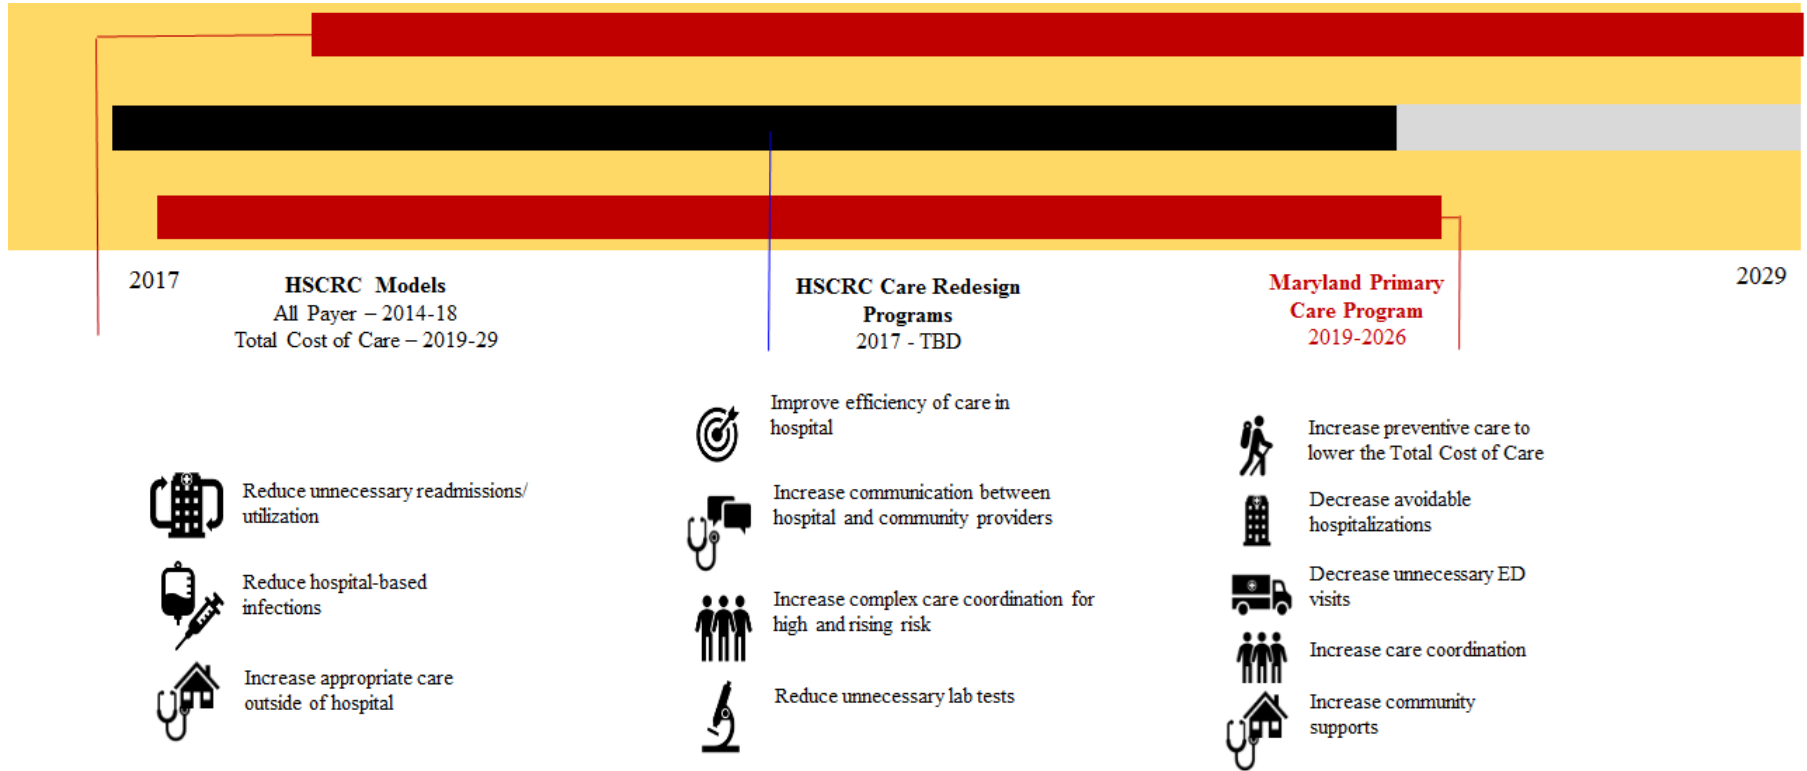 2017
2029
HSCRC Models
All Payer – 2014-18
Total Cost of Care – 2019-29
HSCRC Care Redesign
Programs
2017 - TBD
Maryland Primary
Care Program
2019-2026
Reduce unnecessary readmissions/
utilization
Reduce hospital-based
infections
Increase appropriate care
outside of hospital
Improve efficiency of care in
hospital
Increase communication between
hospital and community providers
Increase complex care coordination for
high and rising risk
Reduce unnecessary lab tests
Increase preventive care to
lower the Total Cost of Care
Decrease avoidable
hospitalizations
Decrease unnecessary ED
visits
Increase care coordination
Increase community
supports